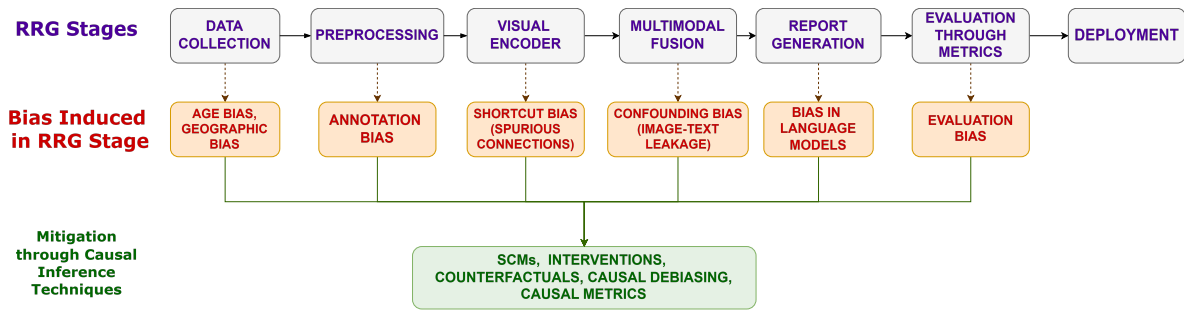 RRG Stages
DATA
COLLECTION
PREPROCESSING
VISUAL
ENCODER
MULTIMODAL
FUSION
REPORT
GENERATION
EVALUATION
THROUGH
METRICS
DEPLOYMENT
Bias Induced
in RRG Stage
AGE BIAS,
GEOGRAPHIC
BIAS
ANNOTATION
BIAS
SHORTCUT BIAS
(SPURIOUS
CONNECTIONS)
CONFOUNDING BIAS
(IMAGE-TEXT
LEAKAGE)
BIAS IN
LANGUAGE
MODELS
EVALUATION
BIAS
Mitigation
through Causal
Inference
Techniques
SCMs, INTERVENTIONS,
COUNTERFACTUALS, CAUSAL DEBIASING,
CAUSAL METRICS